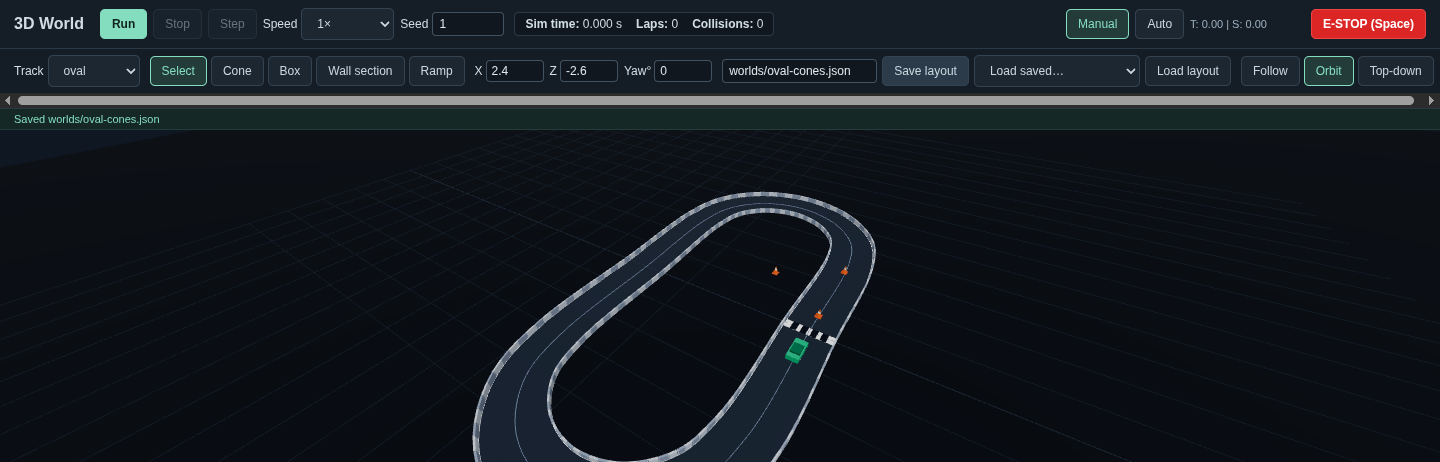 3D World Run Stop Step Speed 1× Seed 1 Sim time: 0.000 s Laps: 0 Collisions: 0 Manual Auto T: 0.00 | S: 0.00 E-STOP (Space)
Track oval Select Cone Box Wall section Ramp X 2.4 Z -2.6 Yaw° 0 worlds/oval-cones.json Save layout Load saved… Load layout Follow Orbit Top-down
Saved worlds/oval-cones.json